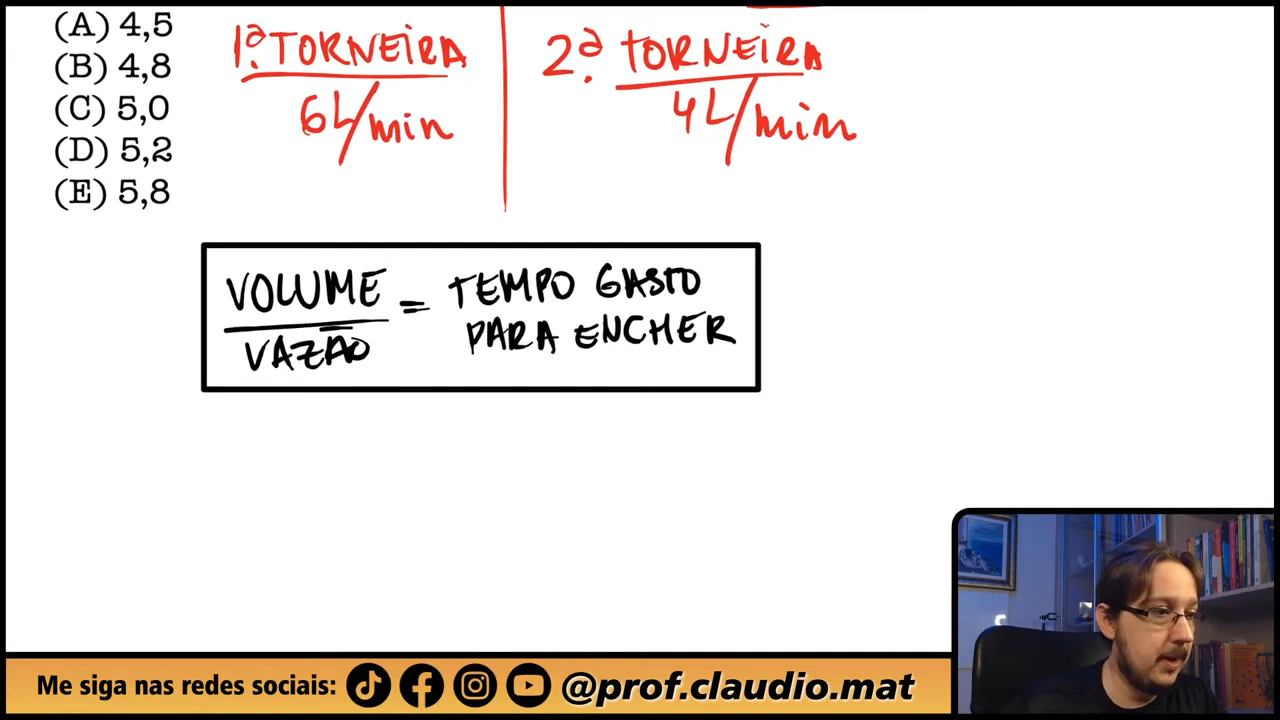 (A) 4,5
(B) 4,8
(C) 5,0
(D) 5,2
(E) 5,8
1ª. TORNEIRA
6L/min
2ª. TORNEIRA
4L/min
VOLUME
VAZÃO
=
TEMPO GASTO
PARA ENCHER
Me siga nas redes sociais: @prof.claudio.mat